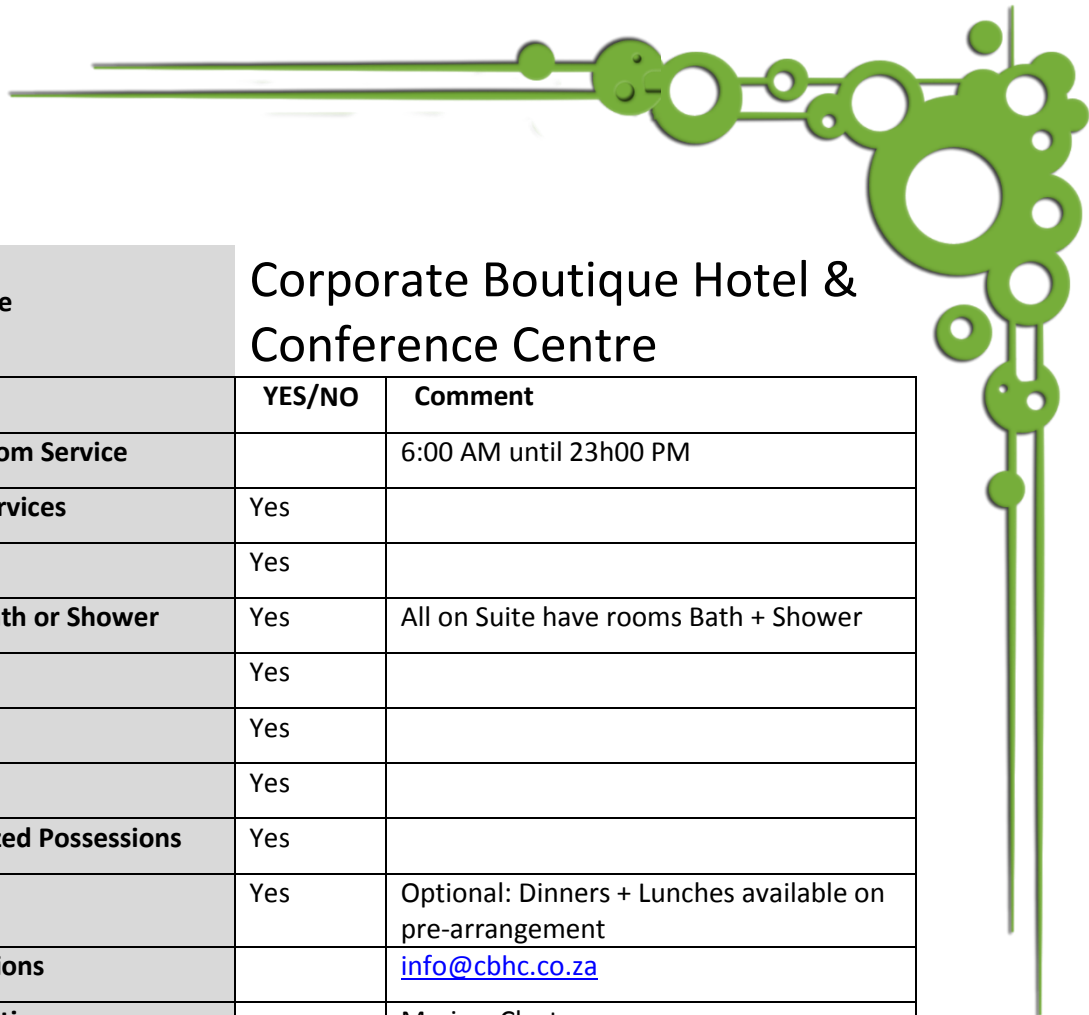 e
Corporate Boutique Hotel &
Conference Centre
YES/NO Comment
om Service 6:00 AM until 23h00 PM
rvices Yes
Yes
th or Shower Yes All on Suite have rooms Bath + Shower
Yes
Yes
Yes
ted Possessions Yes
Yes Optional: Dinners + Lunches available on
pre-arrangement
ions info@cbhc.co.za